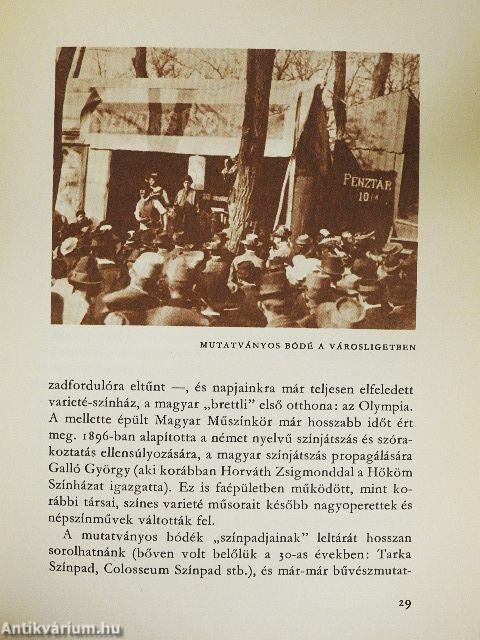 PENZTÁR
10
MUTATVÁNYOS BÓDÉ A VÁROSLIGETBEN
zadfordulóra eltűnt —, és napjainkra már teljesen elfeledett
varieté-színház, a magyar „brettli” első otthona: az Olympia.
A mellette épült Magyar Műszínkör már hosszabb időt ért
meg. 1896-ban alapította a német nyelvű színjátszás és szóra-
koztatás ellensúlyozására, a magyar színjátszás propagálására
Galló György (aki korábban Horváth Zsigmonddal a Hököm
Színházat igazgatta). Ez is faépületben működött, mint ko-
rábbi társai, színes varieté műsorait később nagyoperettek és
népszínművek váltották fel.
A mutatványos bódék „színpadjainak” leltárát hosszan
sorolhatnánk (bőven volt belőlük a 30-as években: Tarka
Színpad, Colosseum Színpad stb.), és már-már bűvészmutat-
29
Antikvárium.hu